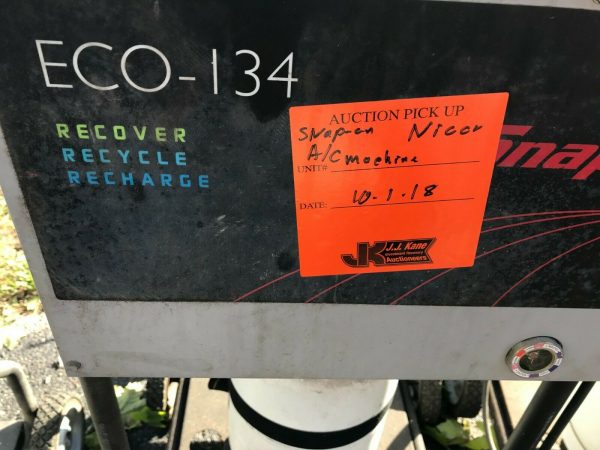 ECO-134
RECOVER
RECYCLE
RECHARGE
AUCTION PICK UP
Snap-on Nicor
A/C machine
UNIT#
DATE: 10-1-18
JK J.J. Kane
Auctioneers
Snap